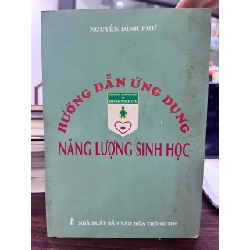 NGUYỄN ĐÌNH PHƯ
HƯỚNG DẪN ỨNG DỤNG
NĂNG LƯỢNG SINH HỌC
NHÀ XUẤT BẢN VĂN HÓA THÔNG TIN